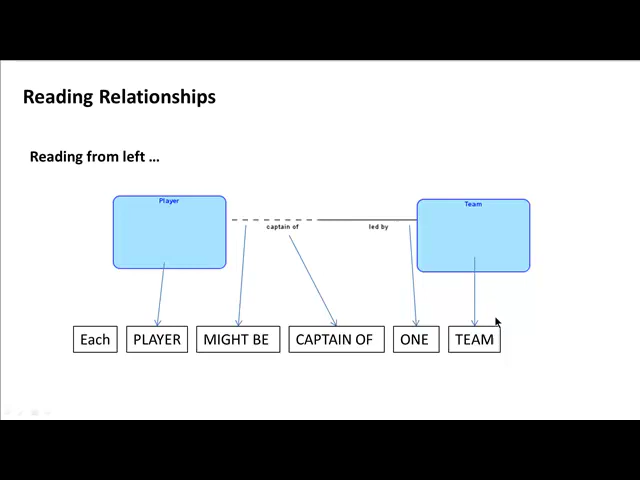 Reading Relationships
Reading from left ...
Player
Team
captain of
led by
Each PLAYER MIGHT BE CAPTAIN OF ONE TEAM